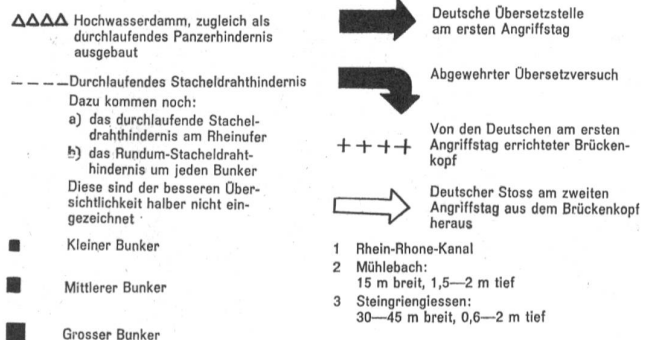 Hochwasserdamm, zugleich als
durchlaufendes Panzerhindernis
ausgebaut
Durchlaufendes Stacheldrahthindernis
Dazu kommen noch:
a) das durchlaufende Stachel-
drahthindernis am Rheinufer
b) das Rundum-Stacheldraht-
hindernis um jeden Bunker
Diese sind der besseren Über-
sichtlichkeit halber nicht ein-
gezeichnet
Kleiner Bunker
Mittlerer Bunker
Grosser Bunker
Deutsche Übersetzstelle
am ersten Angriffstag
Abgewehrter Übersetzversuch
Von den Deutschen am ersten
Angriffstag errichteter Brücken-
kopf
Deutscher Stoss am zweiten
Angriffstag aus dem Brückenkopf
heraus
1 Rhein-Rhone-Kanal
2 Mühlebach:
15 m breit, 1,5—2 m tief
3 Steingriengiessen:
30—45 m breit, 0,6—2 m tief